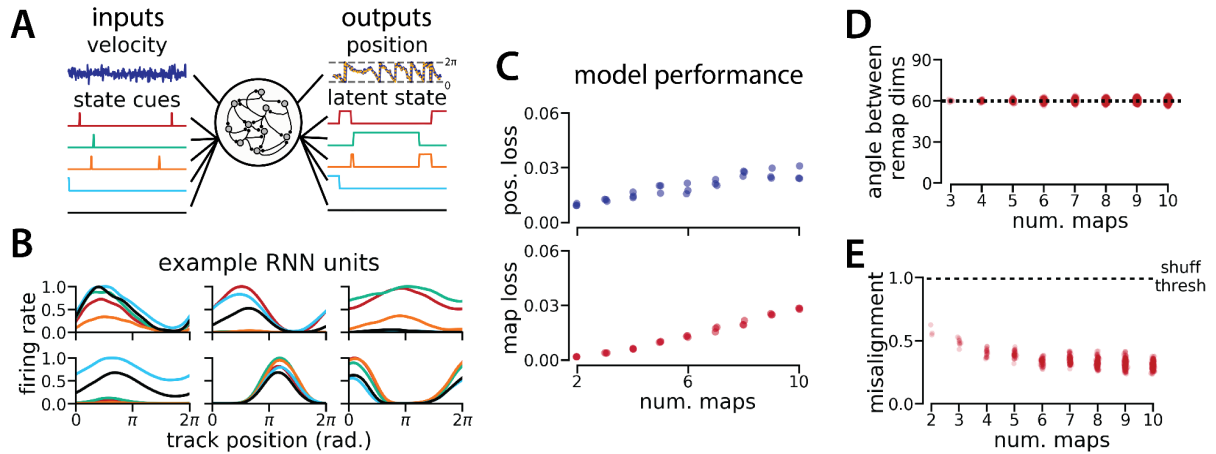 A
inputs
outputs
velocity
position
2π
0
state cues
latent state
B
example RNN units
firing rate
1.0
0.5
0.0
1.0
0.5
0.0
0 π 2π
0 π 2π
0 π 2π
track position (rad.)
C
model performance
pos. loss
0.06
0.03
0.00
map loss
0.06
0.03
0.00
2 6 10
num. maps
D
angle between
remap dims
90
60
30
0
3 4 5 6 7 8 9 10
num. maps
E
misalignment
shuff
thresh
1.0
0.5
0.0
2 3 4 5 6 7 8 9 10
num. maps